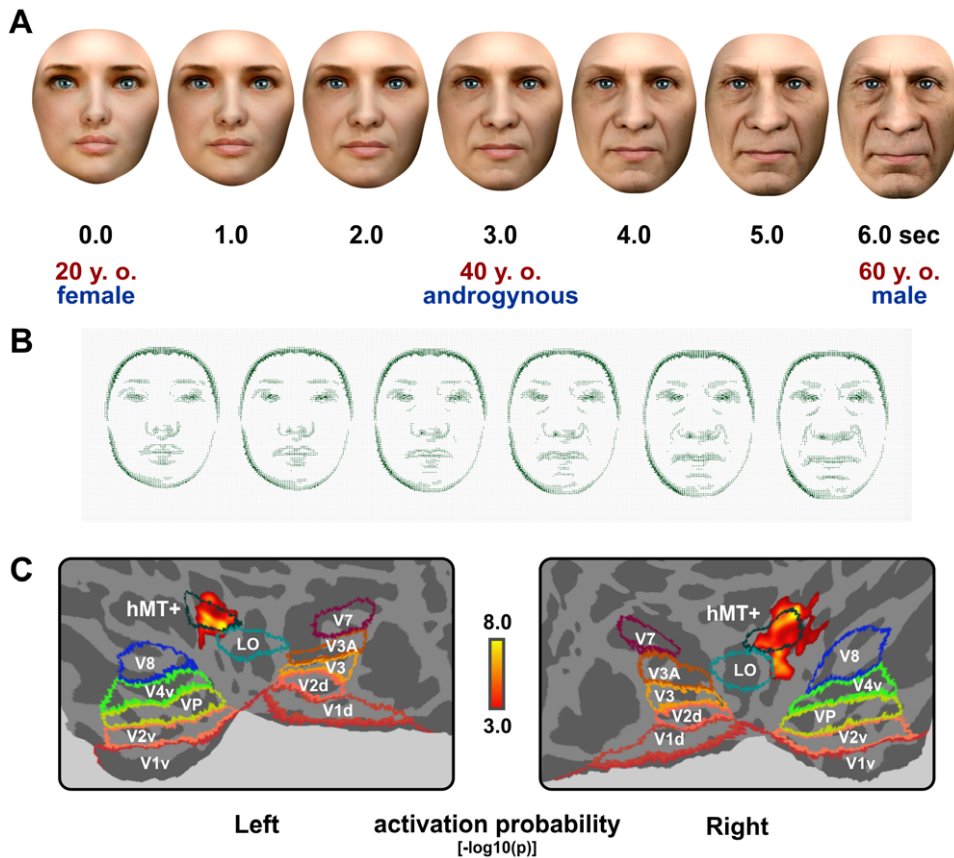 A
0.0 1.0 2.0 3.0 4.0 5.0 6.0 sec
20 y. o. 40 y. o. 60 y. o.
female androgynous male
B
C
hMT+
V7
LO
V3A
V8
V3
V4v
V2d
VP
V1d
V2v
V1v
8.0
3.0
hMT+
V7
LO
V8
V3A
V4v
V3
V2d
VP
V1d
V2v
V1v
Left activation probability Right
[-log10(p)]